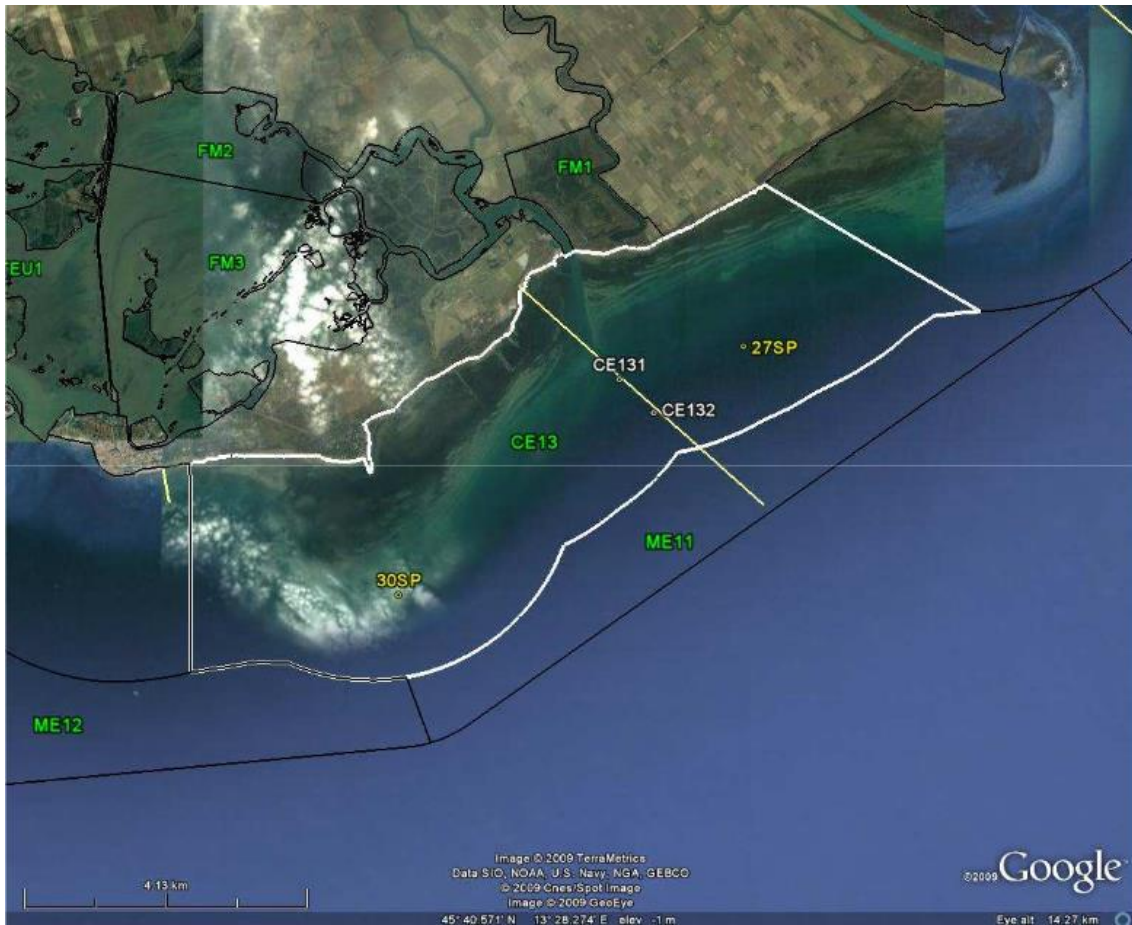 FM2
FM1
FM3
FEU1
27SP
CE131
CE132
CE13
ME11
30SP
ME12
Image © 2009 TerraMetrics
Data SIO, NOAA, U.S. Navy, NGA, GEBCO
© 2009 Cnes/Spot Image
Image © 2009 GeoEye
©2009 Google
4.13 km
45° 40.571' N 13° 28.274' E elev -1 m
Eye alt 14.27 km